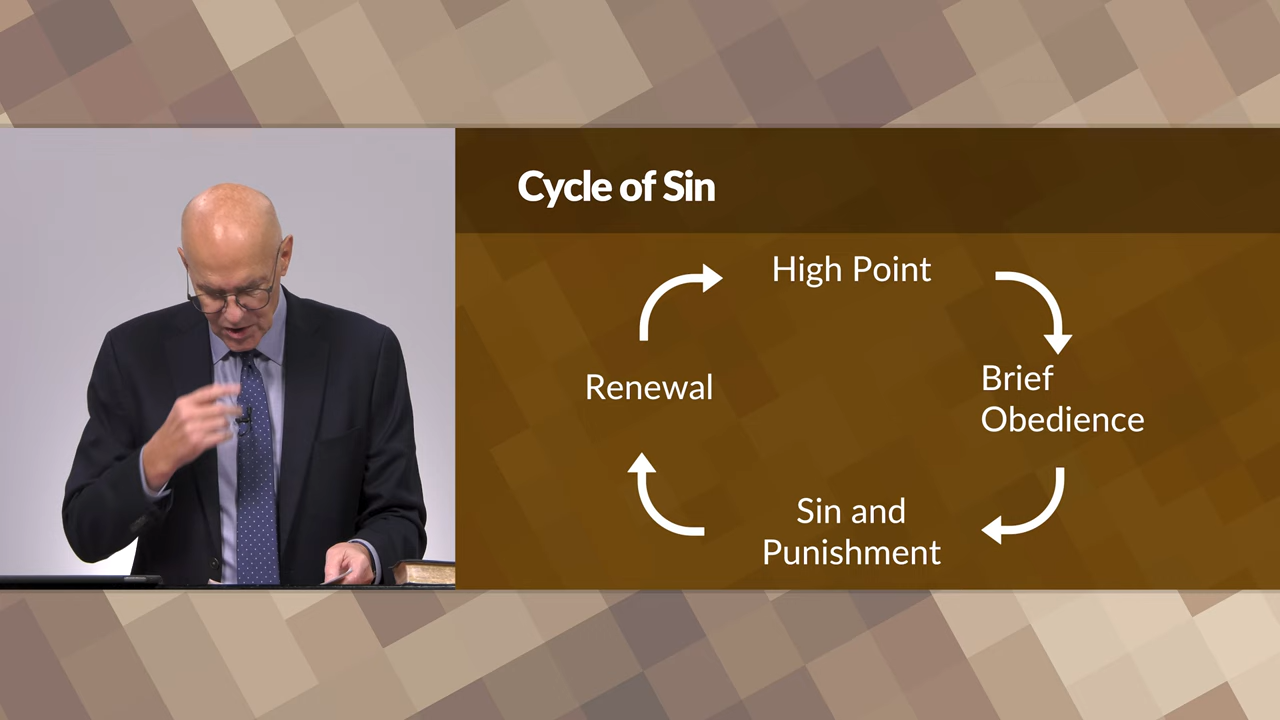 Cycle of Sin
High Point
Brief
Obedience
Sin and
Punishment
Renewal